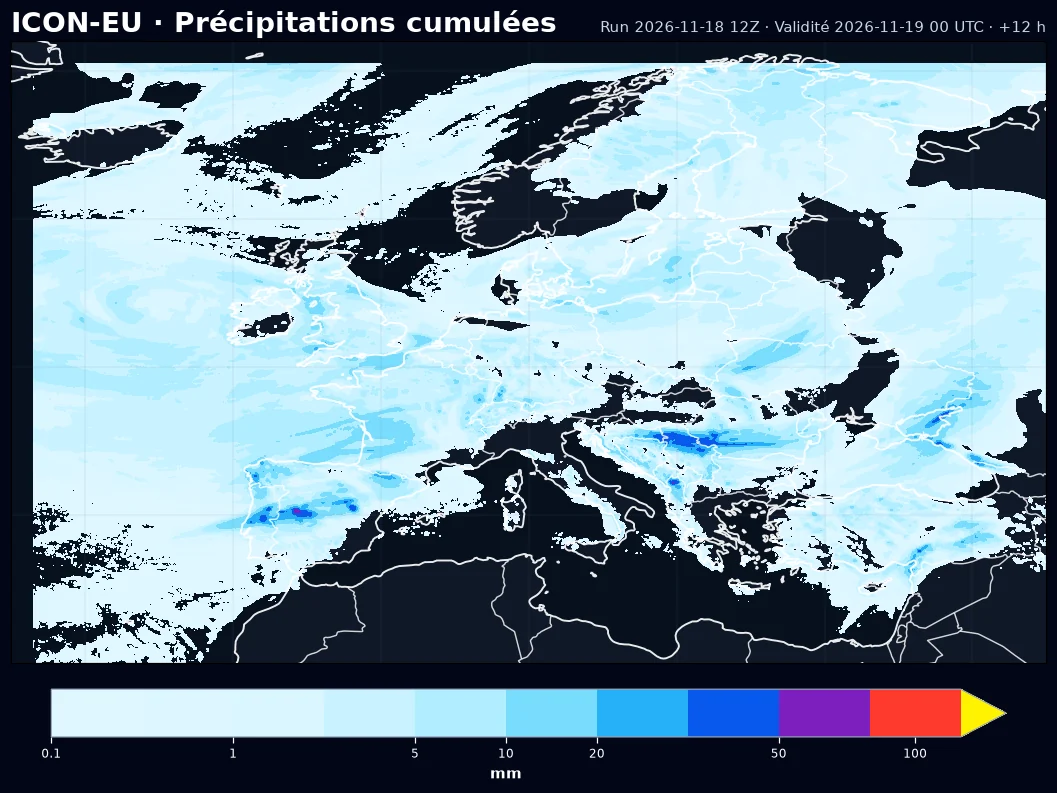 ICON-EU · Précipitations cumulées
Run 2026-11-18 12Z · Validité 2026-11-19 00 UTC · +12 h
0.1 1 5 10 20 50 100
mm